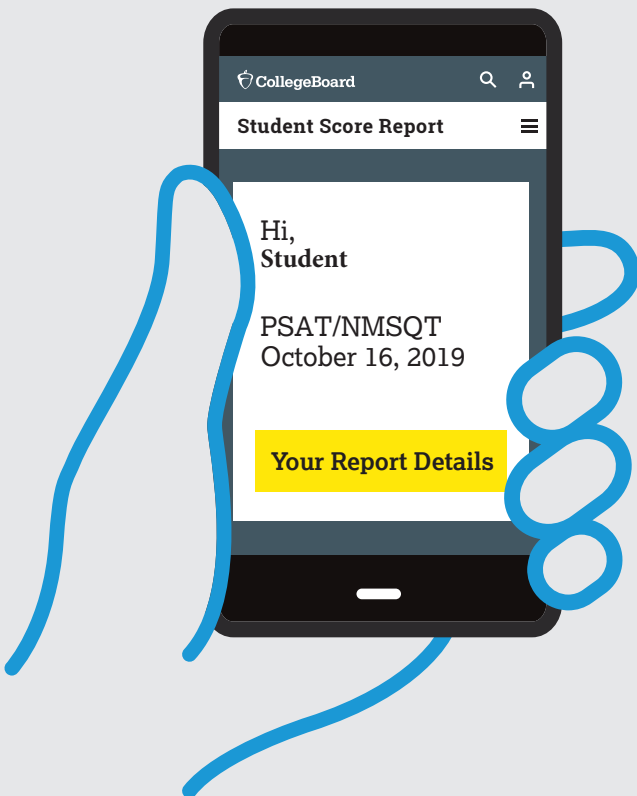 CollegeBoard
Student Score Report
Hi,
Student
PSAT/NMSQT
October 16, 2019
Your Report Details